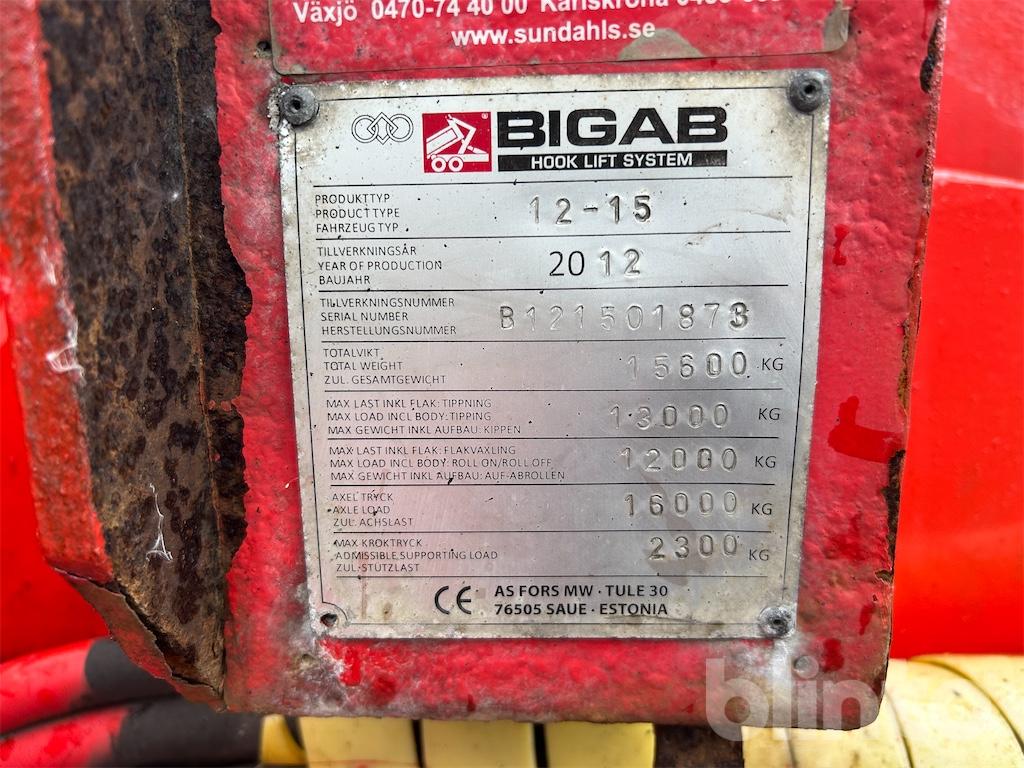 Växjö 0470-74 40 00 Karlskrona
www.sundahls.se
BIGAB
HOOK LIFT SYSTEM
PRODUKTTYP
PRODUCT TYPE
FAHRZEUG TYP
12-15
TILLVERKNINGSÅR
YEAR OF PRODUCTION
BAUJAHR
2012
TILLVERKNINGSNUMMER
SERIAL NUMBER
HERSTELLUNGSNUMMER
B121501873
TOTALVIKT
TOTAL WEIGHT
ZUL. GESAMTGEWICHT
15600 KG
MAX LAST INKL FLAK: TIPPNING
MAX LOAD INCL BODY: TIPPING
MAX GEWICHT INKL AUFBAU: KIPPEN
13000 KG
MAX LAST INKL FLAK: FLAKVÄXLING
MAX LOAD INCL BODY: ROLL ON/ROLL OFF
MAX GEWICHT INKL AUFBAU: AUF-ABROLLEN
12000 KG
AXEL TRYCK
AXLE LOAD
ZUL. ACHSLAST
16000 KG
MAX KROKTRYCK
ADMISSIBLE SUPPORTING LOAD
ZUL. STÜTZLAST
2300 KG
CE
AS FORS MW · TULE 30
76505 SAUE · ESTONIA
blinto